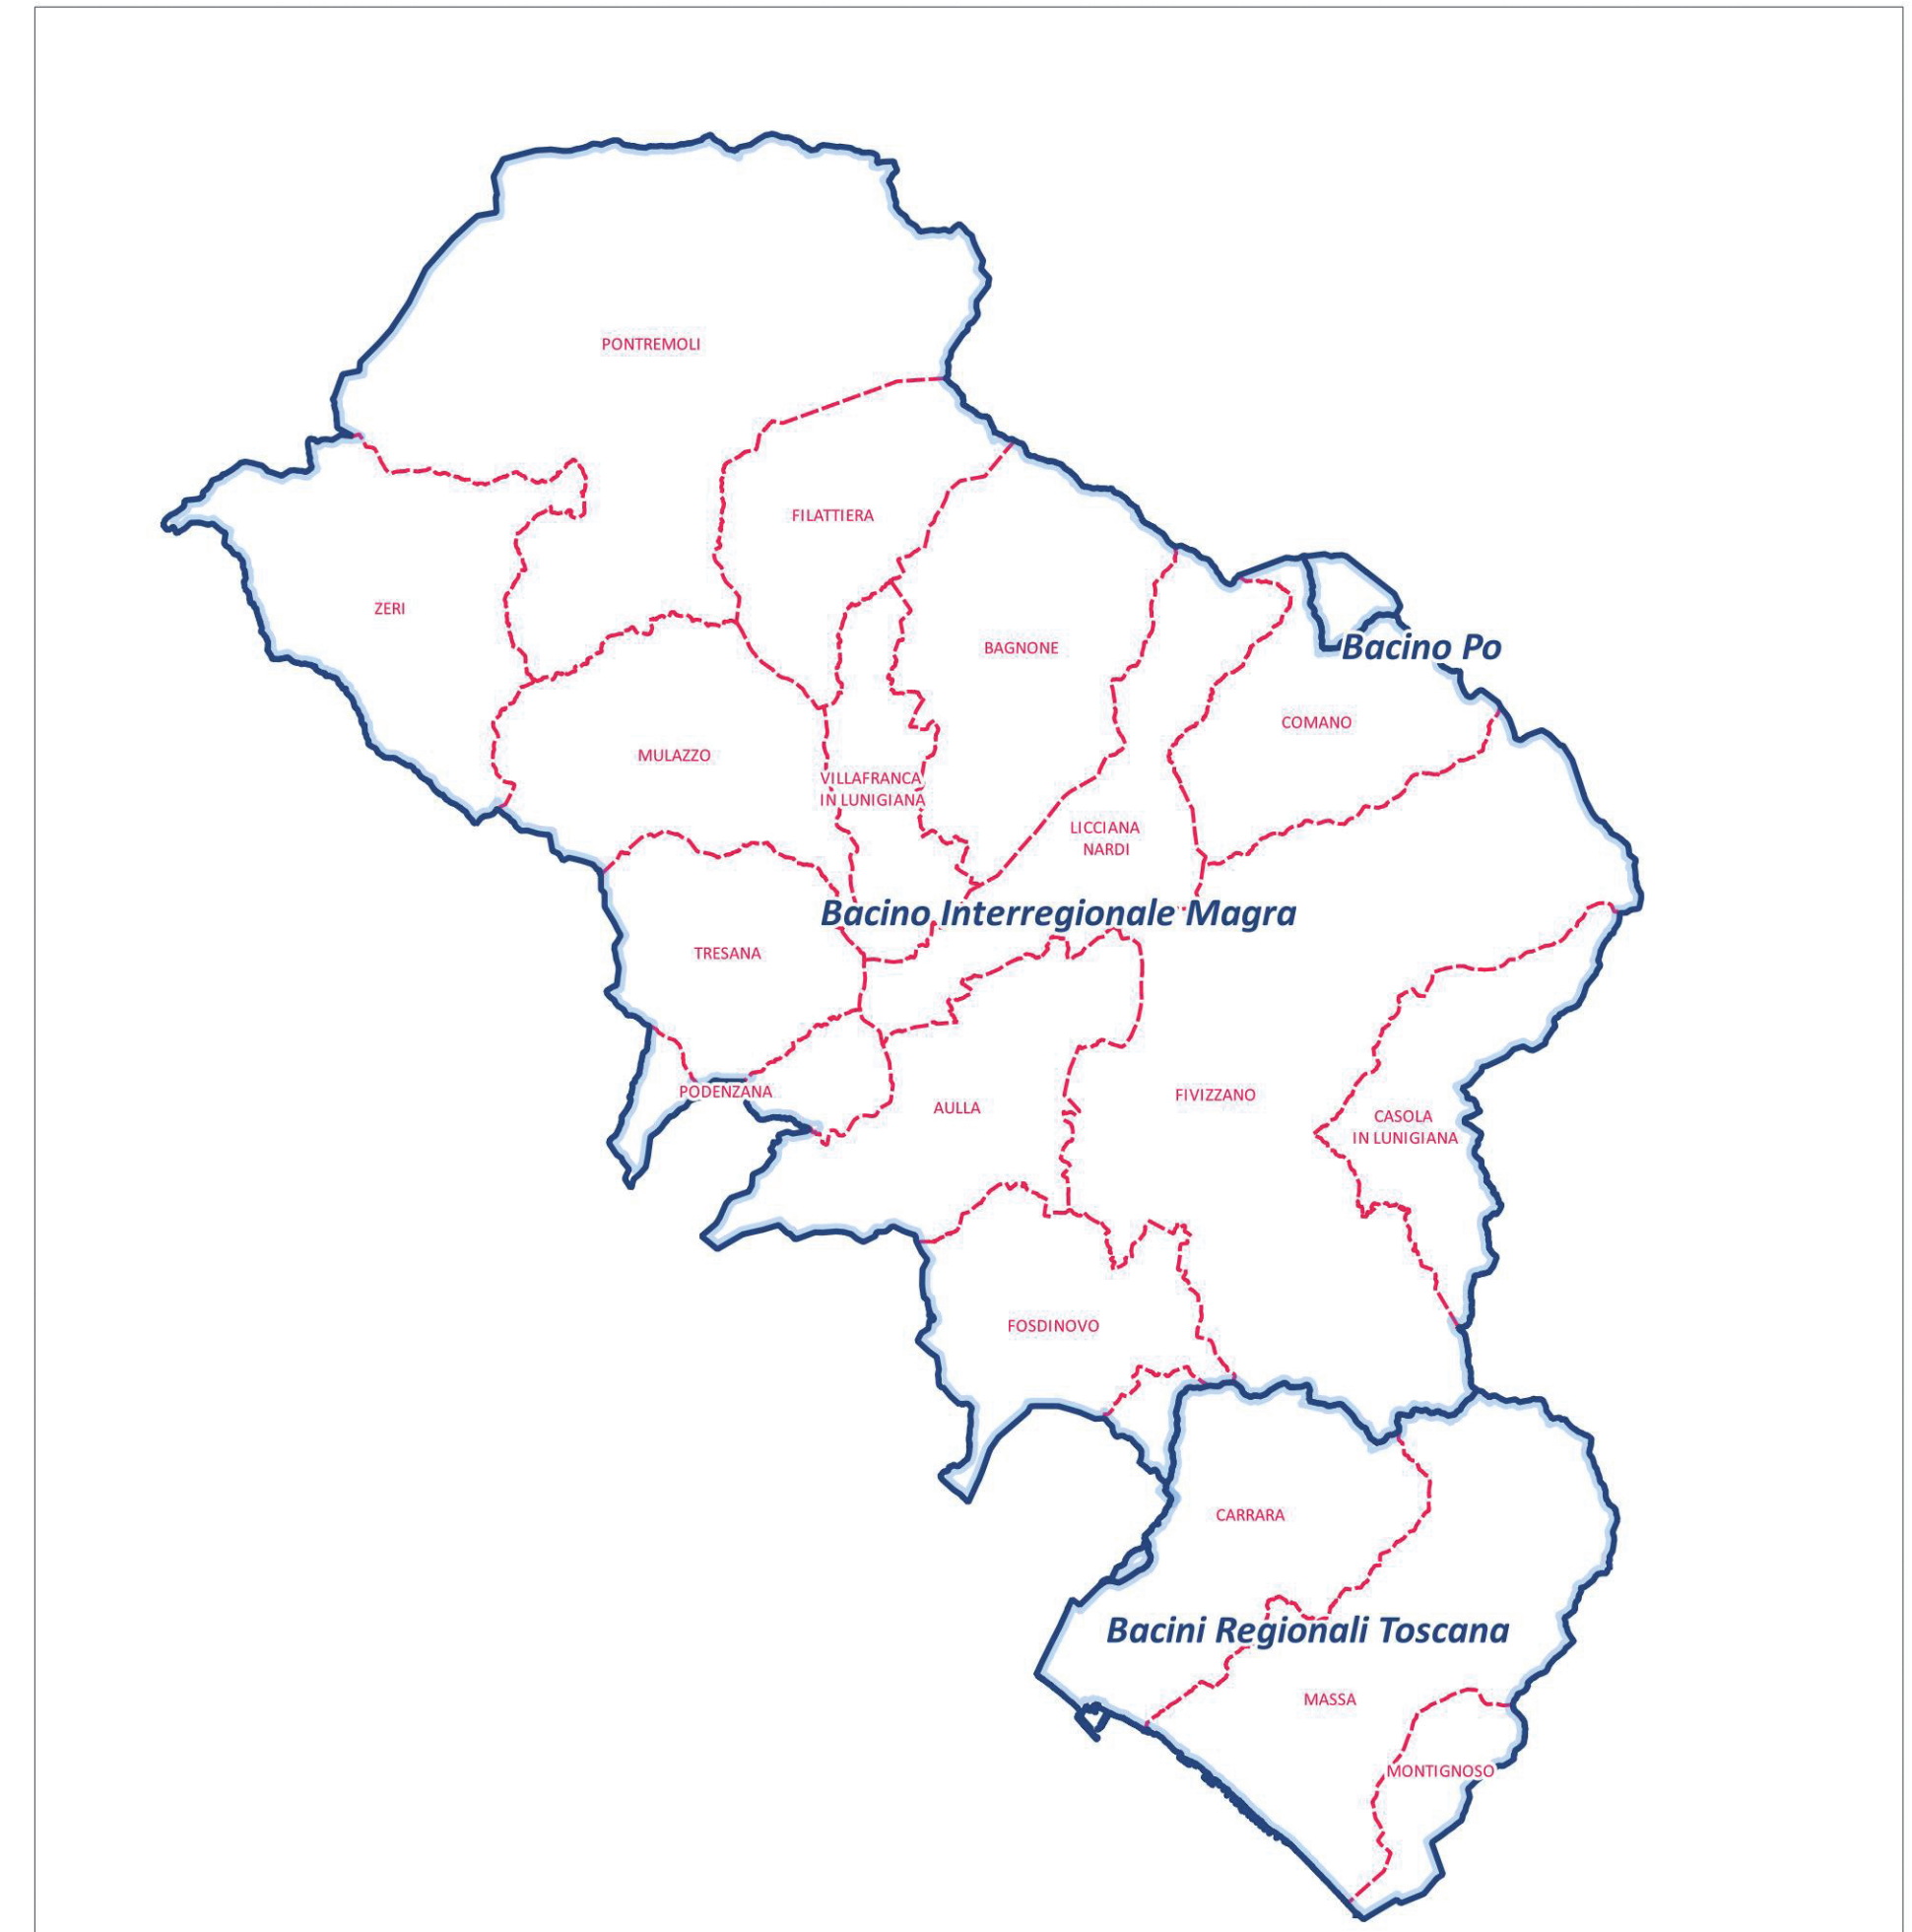 PONTREMOLI
FILATTIERA
ZERI
BAGNONE
Bacino Po
COMANO
MULAZZO
VILLAFRANCA
IN LUNIGIANA
LICCIANA
NARDI
Bacino Interregionale Magra
TRESANA
PODENZANA
AULLA
FIVIZZANO
CASOLA
IN LUNIGIANA
FOSDINOVO
CARRARA
Bacini Regionali Toscana
MASSA
MONTIGNOSO